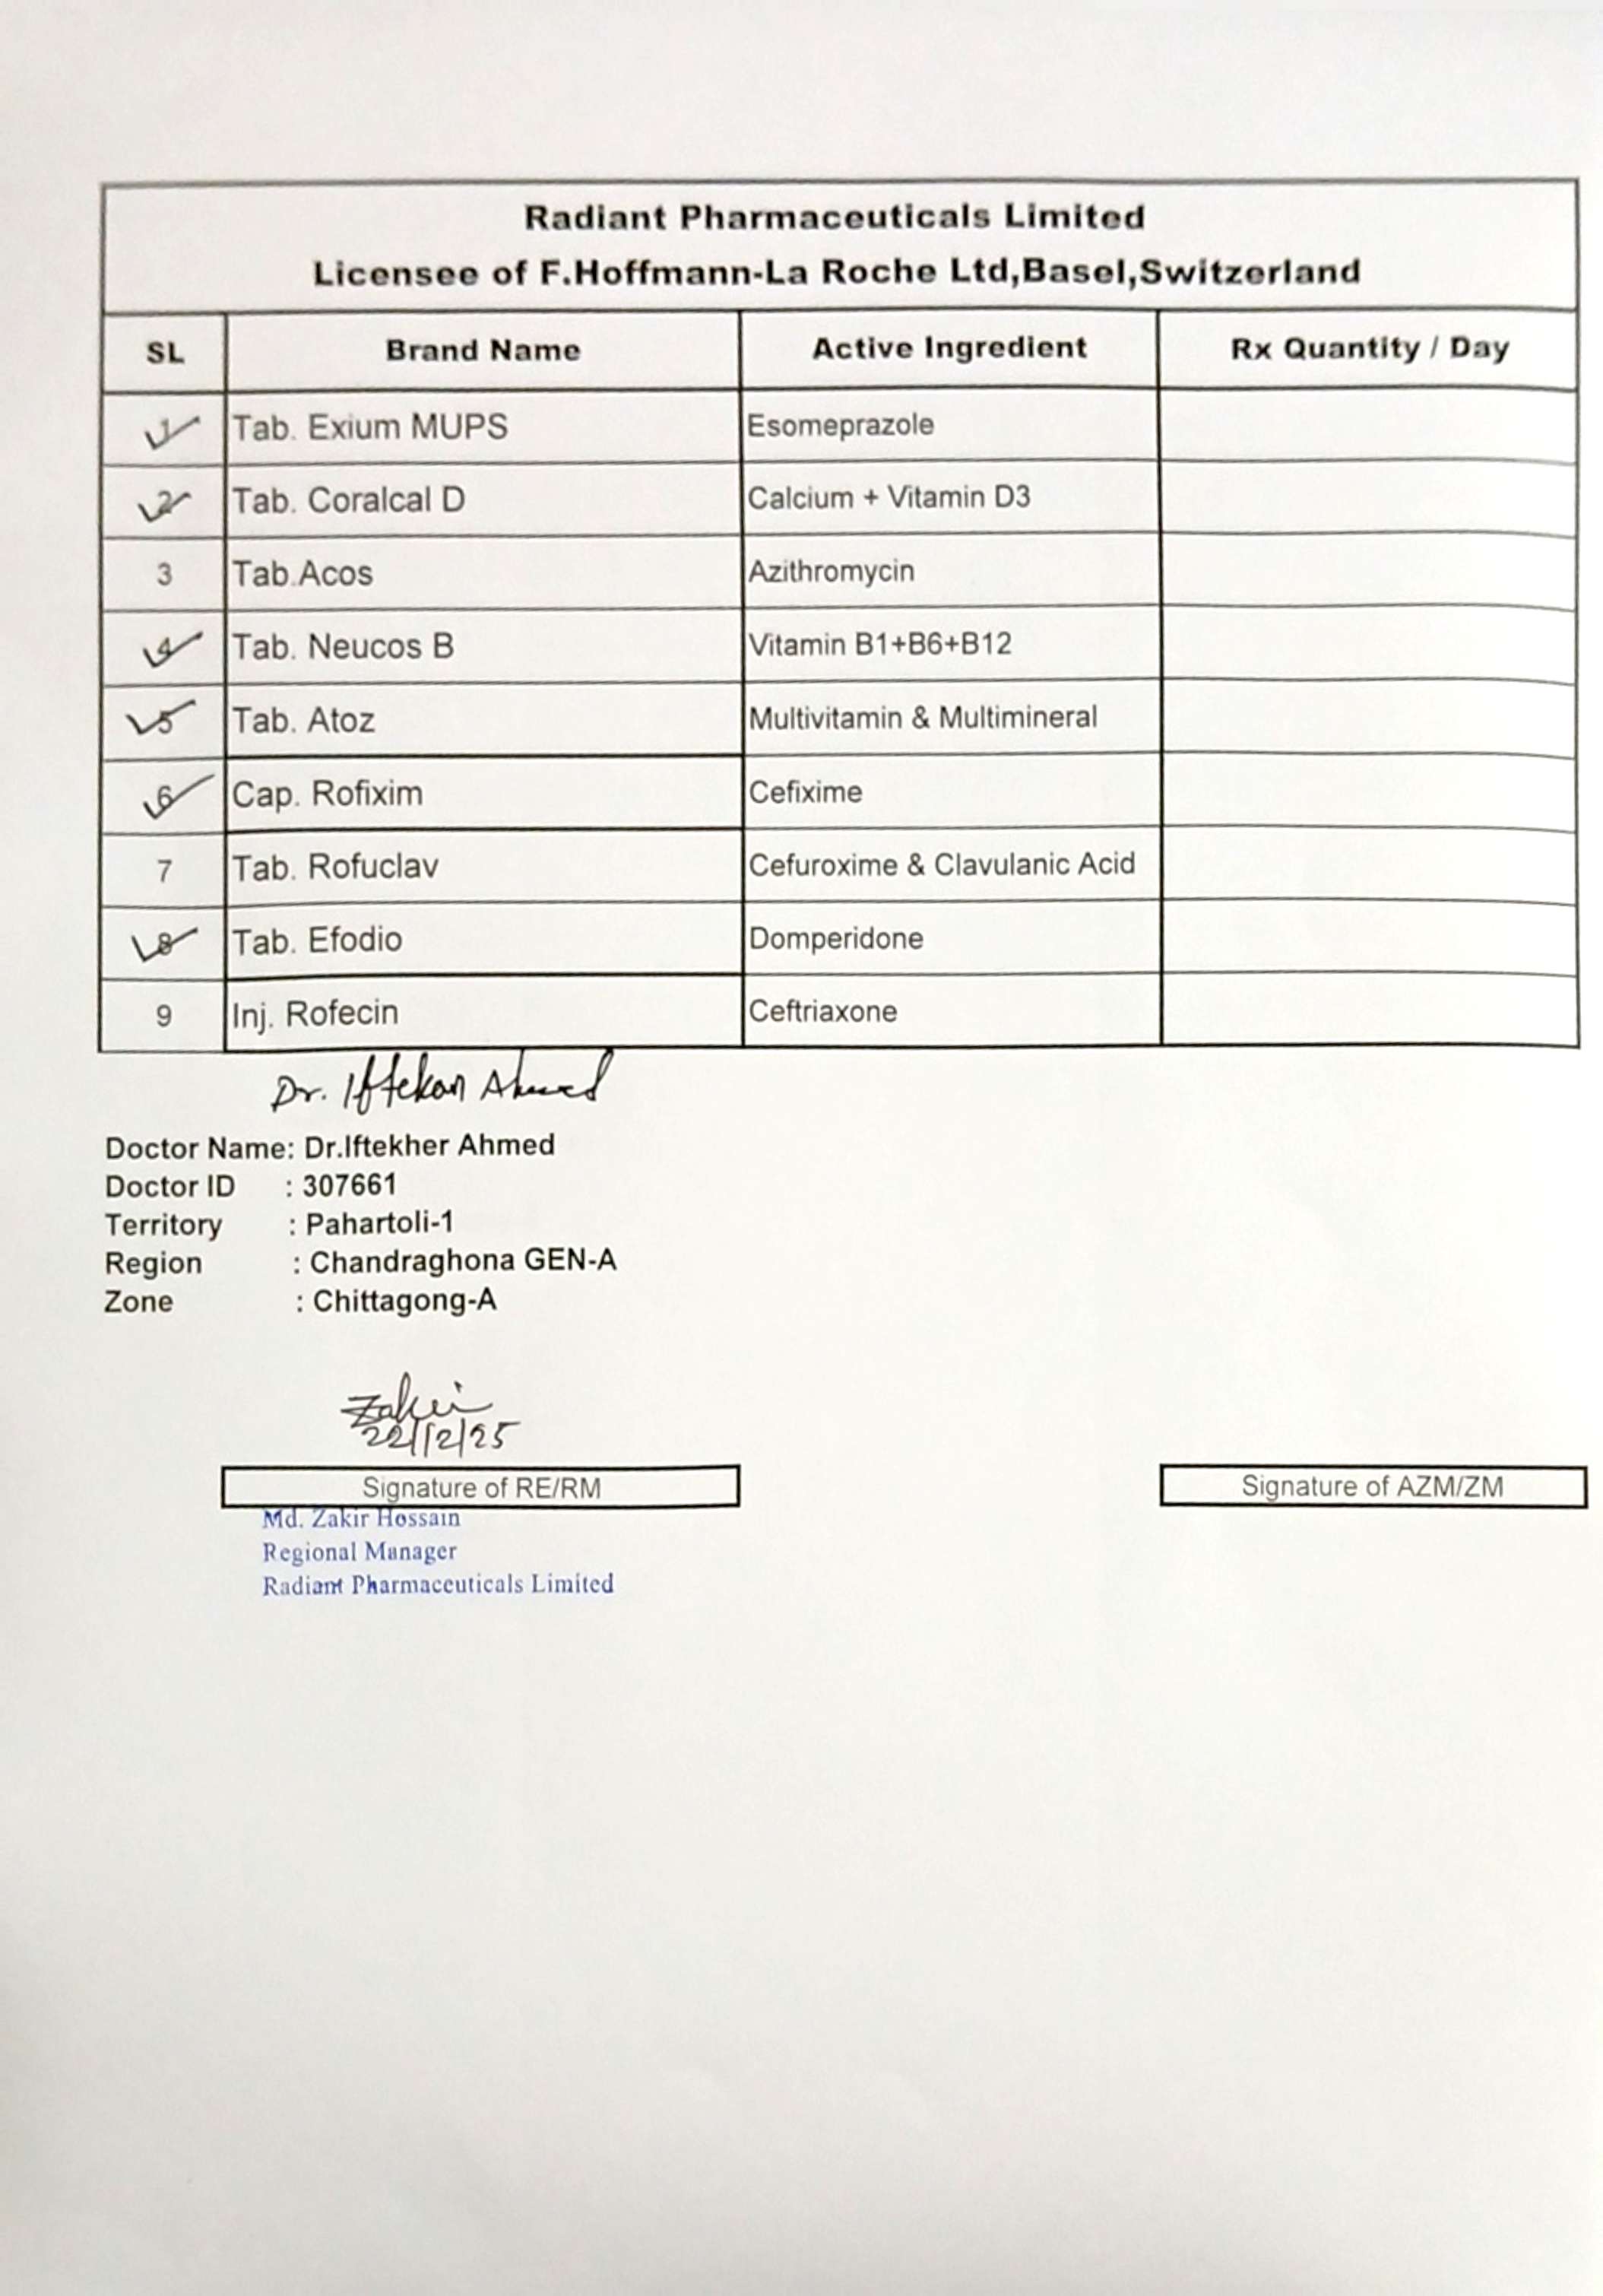 Radiant Pharmaceuticals Limited
Licensee of F.Hoffmann-La Roche Ltd,Basel,Switzerland
SL Brand Name Active Ingredient Rx Quantity / Day
1 Tab. Exium MUPS Esomeprazole
2 Tab. Coralcal D Calcium + Vitamin D3
3 Tab.Acos Azithromycin
4 Tab. Neucos B Vitamin B1+B6+B12
5 Tab. Atoz Multivitamin & Multimineral
6 Cap. Rofixim Cefixime
7 Tab. Rofuclav Cefuroxime & Clavulanic Acid
8 Tab. Efodio Domperidone
9 Inj. Rofecin Ceftriaxone
Dr. Iftekar Ahmed
Doctor Name: Dr.Iftekher Ahmed
Doctor ID : 307661
Territory : Pahartoli-1
Region : Chandraghona GEN-A
Zone : Chittagong-A
Zakir
22/12/25
Signature of RE/RM Signature of AZM/ZM
Md. Zakir Hossain
Regional Manager
Radiant Pharmaceuticals Limited